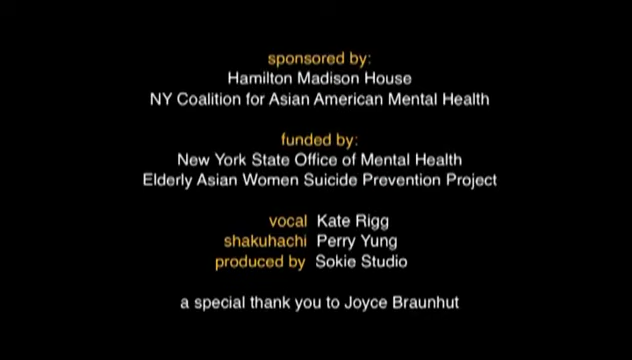 sponsored by:
Hamilton Madison House
NY Coalition for Asian American Mental Health
funded by:
New York State Office of Mental Health
Elderly Asian Women Suicide Prevention Project
vocal Kate Rigg
shakuhachi Perry Yung
produced by Sokie Studio
a special thank you to Joyce Braunhut